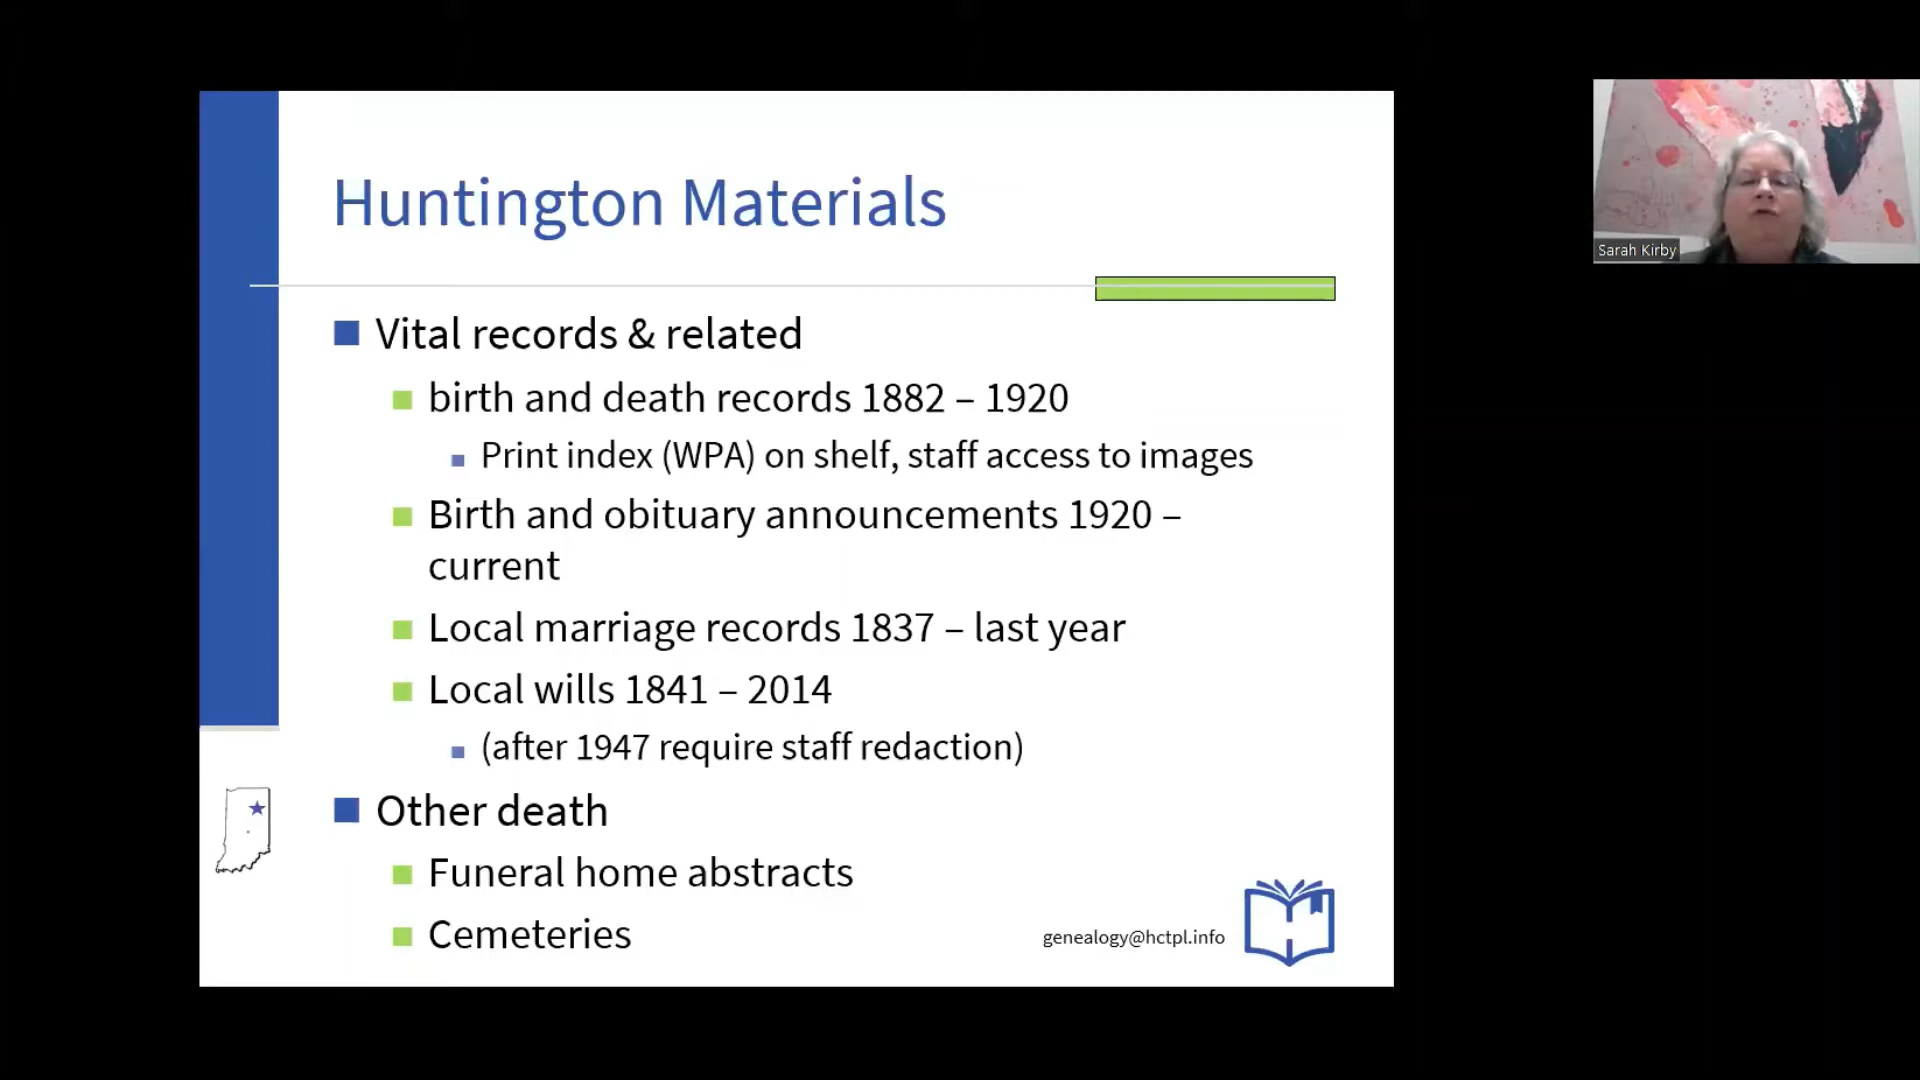 Huntington Materials
Vital records & related
birth and death records 1882 – 1920
Print index (WPA) on shelf, staff access to images
Birth and obituary announcements 1920 –
current
Local marriage records 1837 – last year
Local wills 1841 – 2014
(after 1947 require staff redaction)
Other death
Funeral home abstracts
Cemeteries
genealogy@hctpl.info
Sarah Kirby